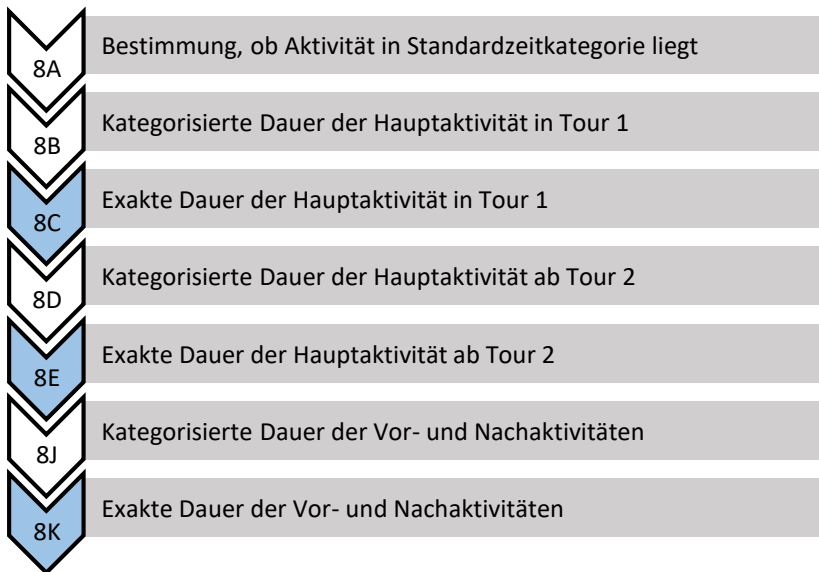 8A
Bestimmung, ob Aktivität in Standardzeitkategorie liegt
8B
Kategorisierte Dauer der Hauptaktivität in Tour 1
8C
Exakte Dauer der Hauptaktivität in Tour 1
8D
Kategorisierte Dauer der Hauptaktivität ab Tour 2
8E
Exakte Dauer der Hauptaktivität ab Tour 2
8J
Kategorisierte Dauer der Vor- und Nachaktivitäten
8K
Exakte Dauer der Vor- und Nachaktivitäten